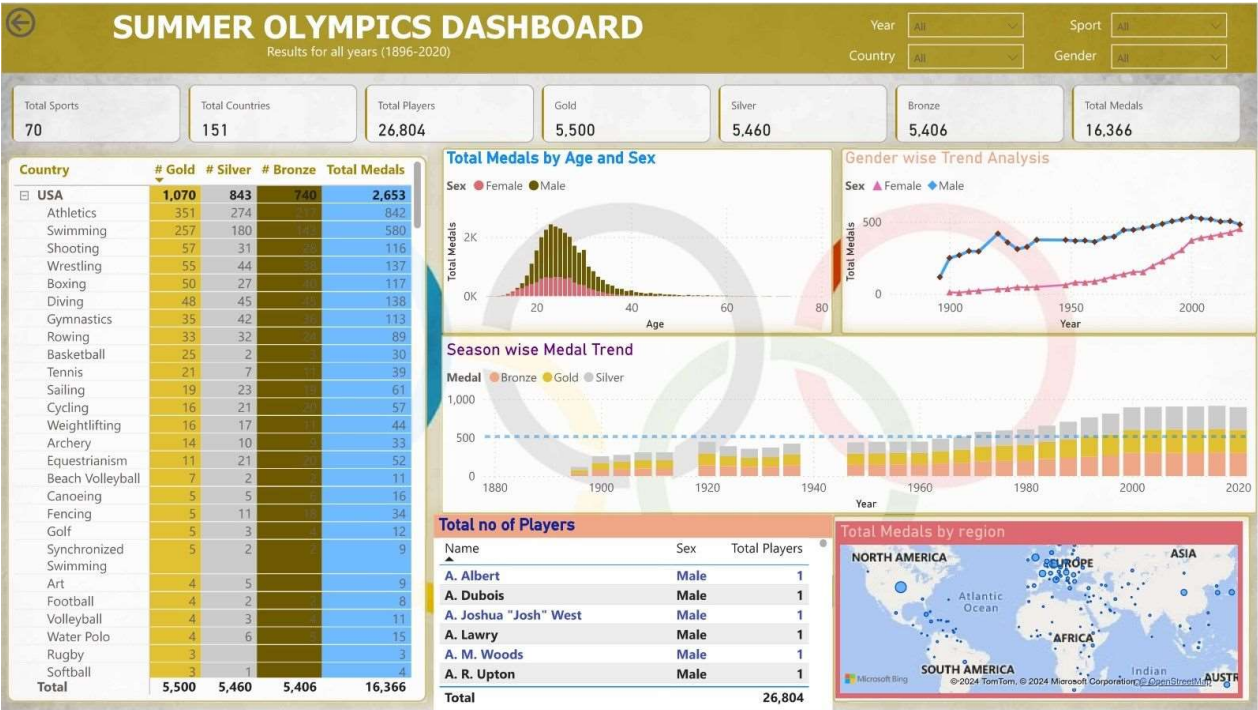 SUMMER OLYMPICS DASHBOARD
Results for all years (1896-2020)
Year All Sport All
Country All Gender All
Total Sports
70
Total Countries
151
Total Players
26,804
Gold
5,500
Silver
5,460
Bronze
5,406
Total Medals
16,366
Country # Gold # Silver # Bronze Total Medals
USA 1,070 843 740 2,653
Athletics 351 274 842
Swimming 257 180 580
Shooting 57 31 116
Wrestling 55 44 137
Boxing 50 27 117
Diving 48 45 138
Gymnastics 35 42 113
Rowing 33 32 89
Basketball 25 2 30
Tennis 21 7 39
Sailing 19 23 61
Cycling 16 21 57
Weightlifting 16 17 44
Archery 14 10 33
Equestrianism 11 21 52
Beach Volleyball 7 2 11
Canoeing 5 5 16
Fencing 5 11 34
Golf 5 3 12
Synchronized 5 2 9
Swimming
Art 4 5 9
Football 4 2 8
Volleyball 4 3 11
Water Polo 4 6 15
Rugby 3 3
Softball 3 1 4
Total 5,500 5,460 5,406 16,366
Total Medals by Age and Sex
Sex Female Male
Total Medals
2K
0K
20 40 60 80
Age
Gender wise Trend Analysis
Sex Female Male
Total Medals
500
0
1900 1950 2000
Year
Season wise Medal Trend
Medal Bronze Gold Silver
1,000
500
0
1880 1900 1920 1940 1960 1980 2000 2020
Year
Total no of Players
Name Sex Total Players
A. Albert Male 1
A. Dubois Male 1
A. Joshua "Josh" West Male 1
A. Lawry Male 1
A. M. Woods Male 1
A. R. Upton Male 1
Total 26,804
Total Medals by region
NORTH AMERICA
EUROPE
ASIA
Atlantic
Ocean
AFRICA
SOUTH AMERICA
Indian
AUSTR
Microsoft Bing
© 2024 TomTom, © 2024 Microsoft Corporation, © OpenStreetMap